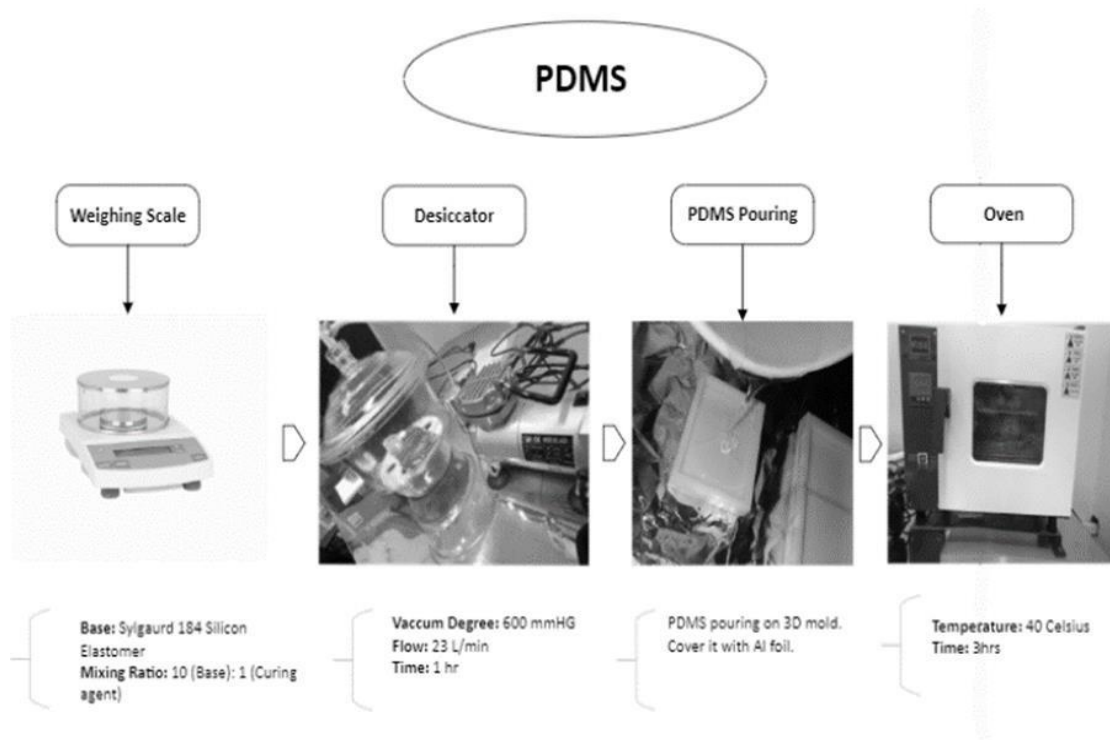 PDMS
Weighing Scale
Desiccator
PDMS Pouring
Oven
Base: Sylgaurd 184 Silicon
Elastomer
Mixing Ratio: 10 (Base): 1 (Curing
agent)
Vaccum Degree: 600 mmHG
Flow: 23 L/min
Time: 1 hr
PDMS pouring on 3D mold.
Cover it with Al foil.
Temperature: 40 Celsius
Time: 3hrs